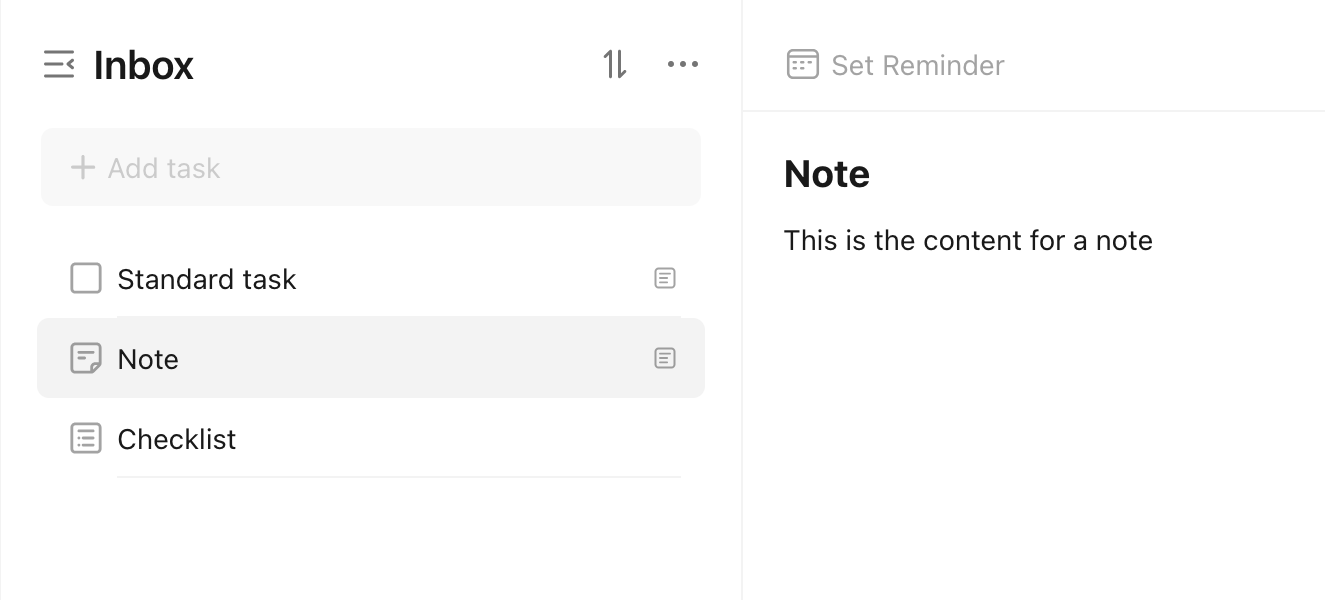 Inbox
Add task
Standard task
Note
Checklist
Set Reminder
Note
This is the content for a note